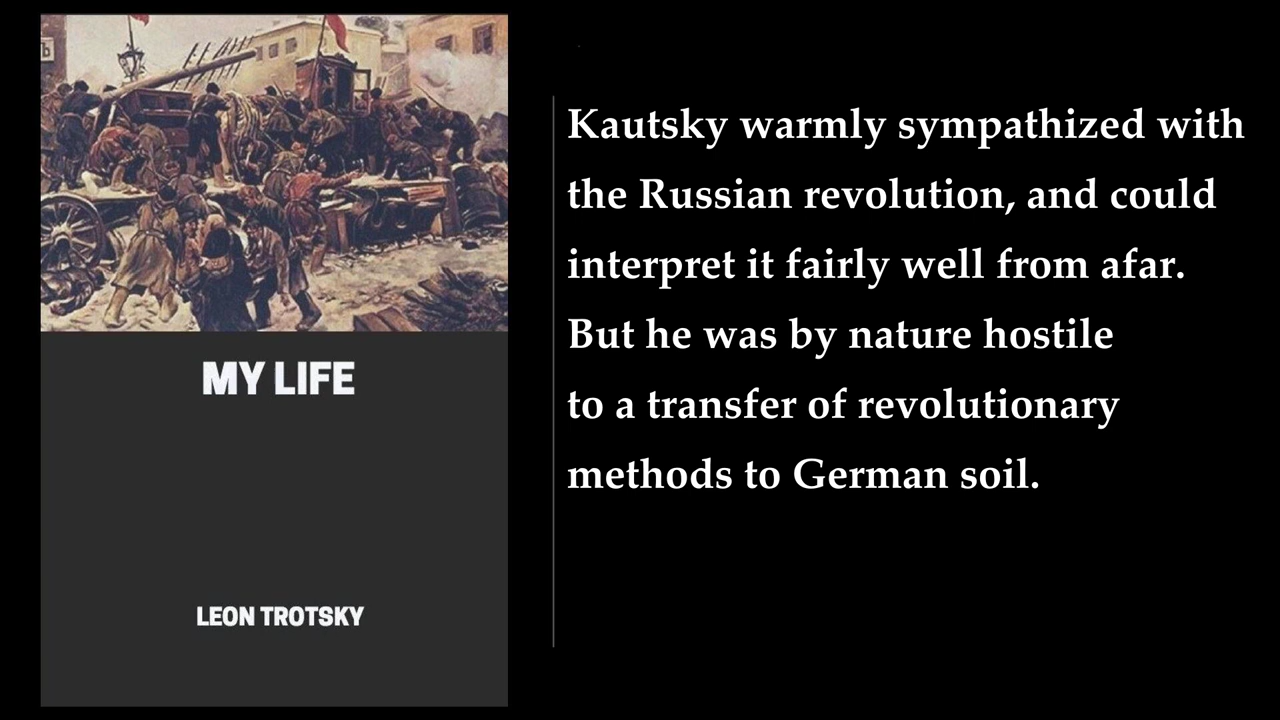 Ъ
MY LIFE
LEON TROTSKY
Kautsky warmly sympathized with
the Russian revolution, and could
interpret it fairly well from afar.
But he was by nature hostile
to a transfer of revolutionary
methods to German soil.